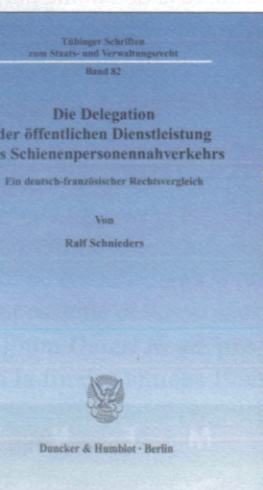 Tübinger Schriften
zum Staats- und Verwaltungsrecht
Band 82
Die Delegation
der öffentlichen Dienstleistung
s Schienenpersonennahverkehrs
Ein deutsch-französischer Rechtsvergleich
Von
Ralf Schnieders
Duncker & Humblot · Berlin